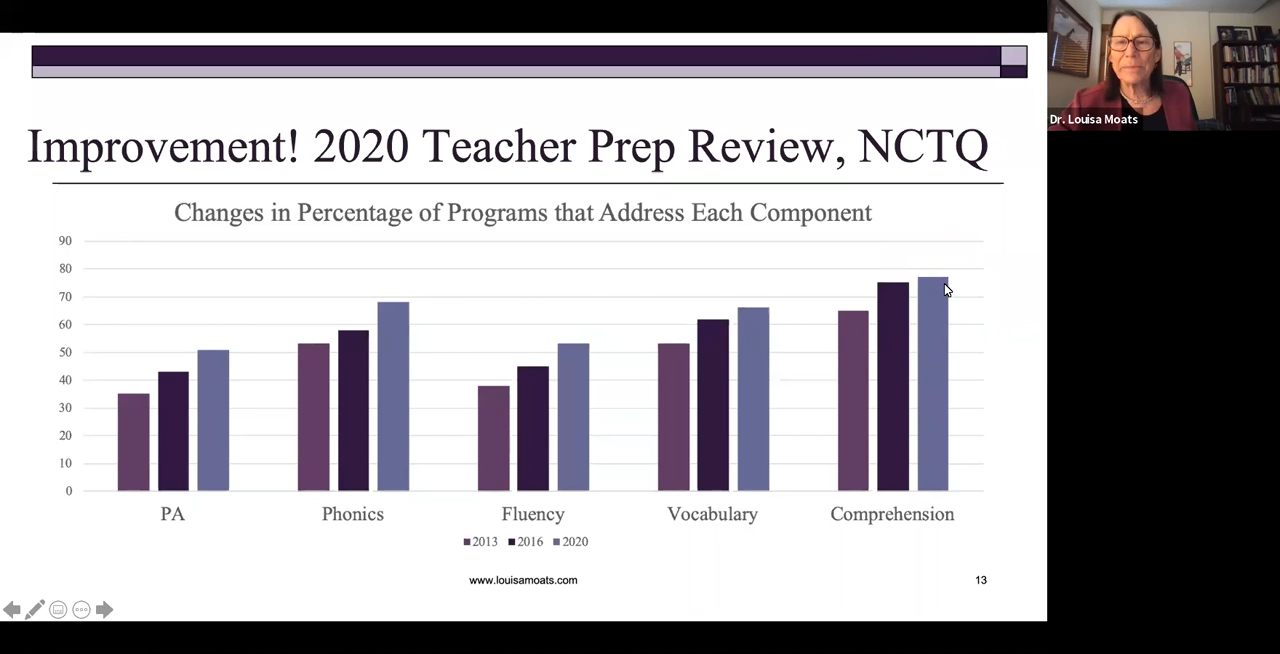 Dr. Louisa Moats
Improvement! 2020 Teacher Prep Review, NCTQ
Changes in Percentage of Programs that Address Each Component
90
80
70
60
50
40
30
20
10
0
PA Phonics Fluency Vocabulary Comprehension
2013 2016 2020
www.louisamoats.com 13